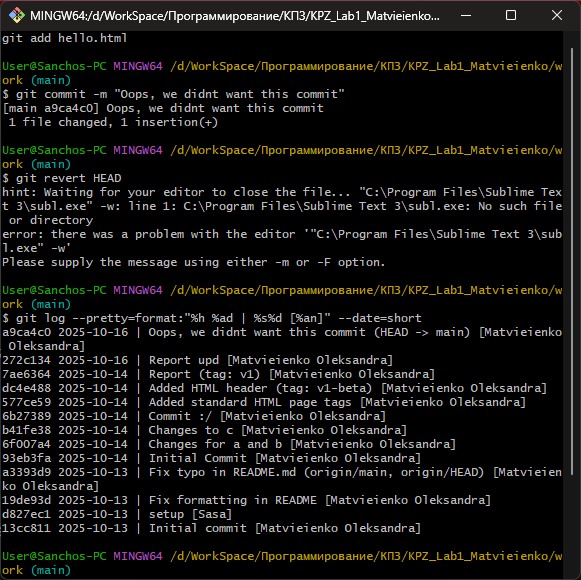 MINGW64:/d/WorkSpace/Программирование/КПЗ/KPZ_Lab1_Matvieienko...
git add hello.html
User@Sanchos-PC MINGW64 /d/WorkSpace/Программирование/КПЗ/KPZ_Lab1_Matvieienko/w
ork (main)
$ git commit -m "Oops, we didnt want this commit"
[main a9ca4c0] Oops, we didnt want this commit
 1 file changed, 1 insertion(+)
User@Sanchos-PC MINGW64 /d/WorkSpace/Программирование/КПЗ/KPZ_Lab1_Matvieienko/w
ork (main)
$ git revert HEAD
hint: Waiting for your editor to close the file... "C:\Program Files\Sublime Tex
t 3\subl.exe" -w: line 1: C:\Program Files\Sublime Text 3\subl.exe: No such file
 or directory
error: there was a problem with the editor '"C:\Program Files\Sublime Text 3\sub
l.exe" -w'
Please supply the message using either -m or -F option.
User@Sanchos-PC MINGW64 /d/WorkSpace/Программирование/КПЗ/KPZ_Lab1_Matvieienko/w
ork (main)
$ git log --pretty=format:"%h %ad | %s%d [%an]" --date=short
a9ca4c0 2025-10-16 | Oops, we didnt want this commit (HEAD -> main) [Matvieienko
 Oleksandra]
272c134 2025-10-16 | Report upd [Matvieienko Oleksandra]
7ae6364 2025-10-14 | Report (tag: v1) [Matvieienko Oleksandra]
dc4e488 2025-10-14 | Added HTML header (tag: v1-beta) [Matvieienko Oleksandra]
577ce59 2025-10-14 | Added standard HTML page tags [Matvieienko Oleksandra]
6b27389 2025-10-14 | Commit :/ [Matvieienko Oleksandra]
b41fe38 2025-10-14 | Changes to c [Matvieienko Oleksandra]
6f007a4 2025-10-14 | Changes for a and b [Matvieienko Oleksandra]
93eb3fa 2025-10-14 | Initial Commit [Matvieienko Oleksandra]
a3393d9 2025-10-13 | Fix typo in README.md (origin/main, origin/HEAD) [Matvieien
ko Oleksandra]
19de93d 2025-10-13 | Fix formatting in README [Matvieienko Oleksandra]
d827ec1 2025-10-13 | setup [Sasa]
13cc811 2025-10-13 | Initial commit [Matvieienko Oleksandra]
User@Sanchos-PC MINGW64 /d/WorkSpace/Программирование/КПЗ/KPZ_Lab1_Matvieienko/w
ork (main)